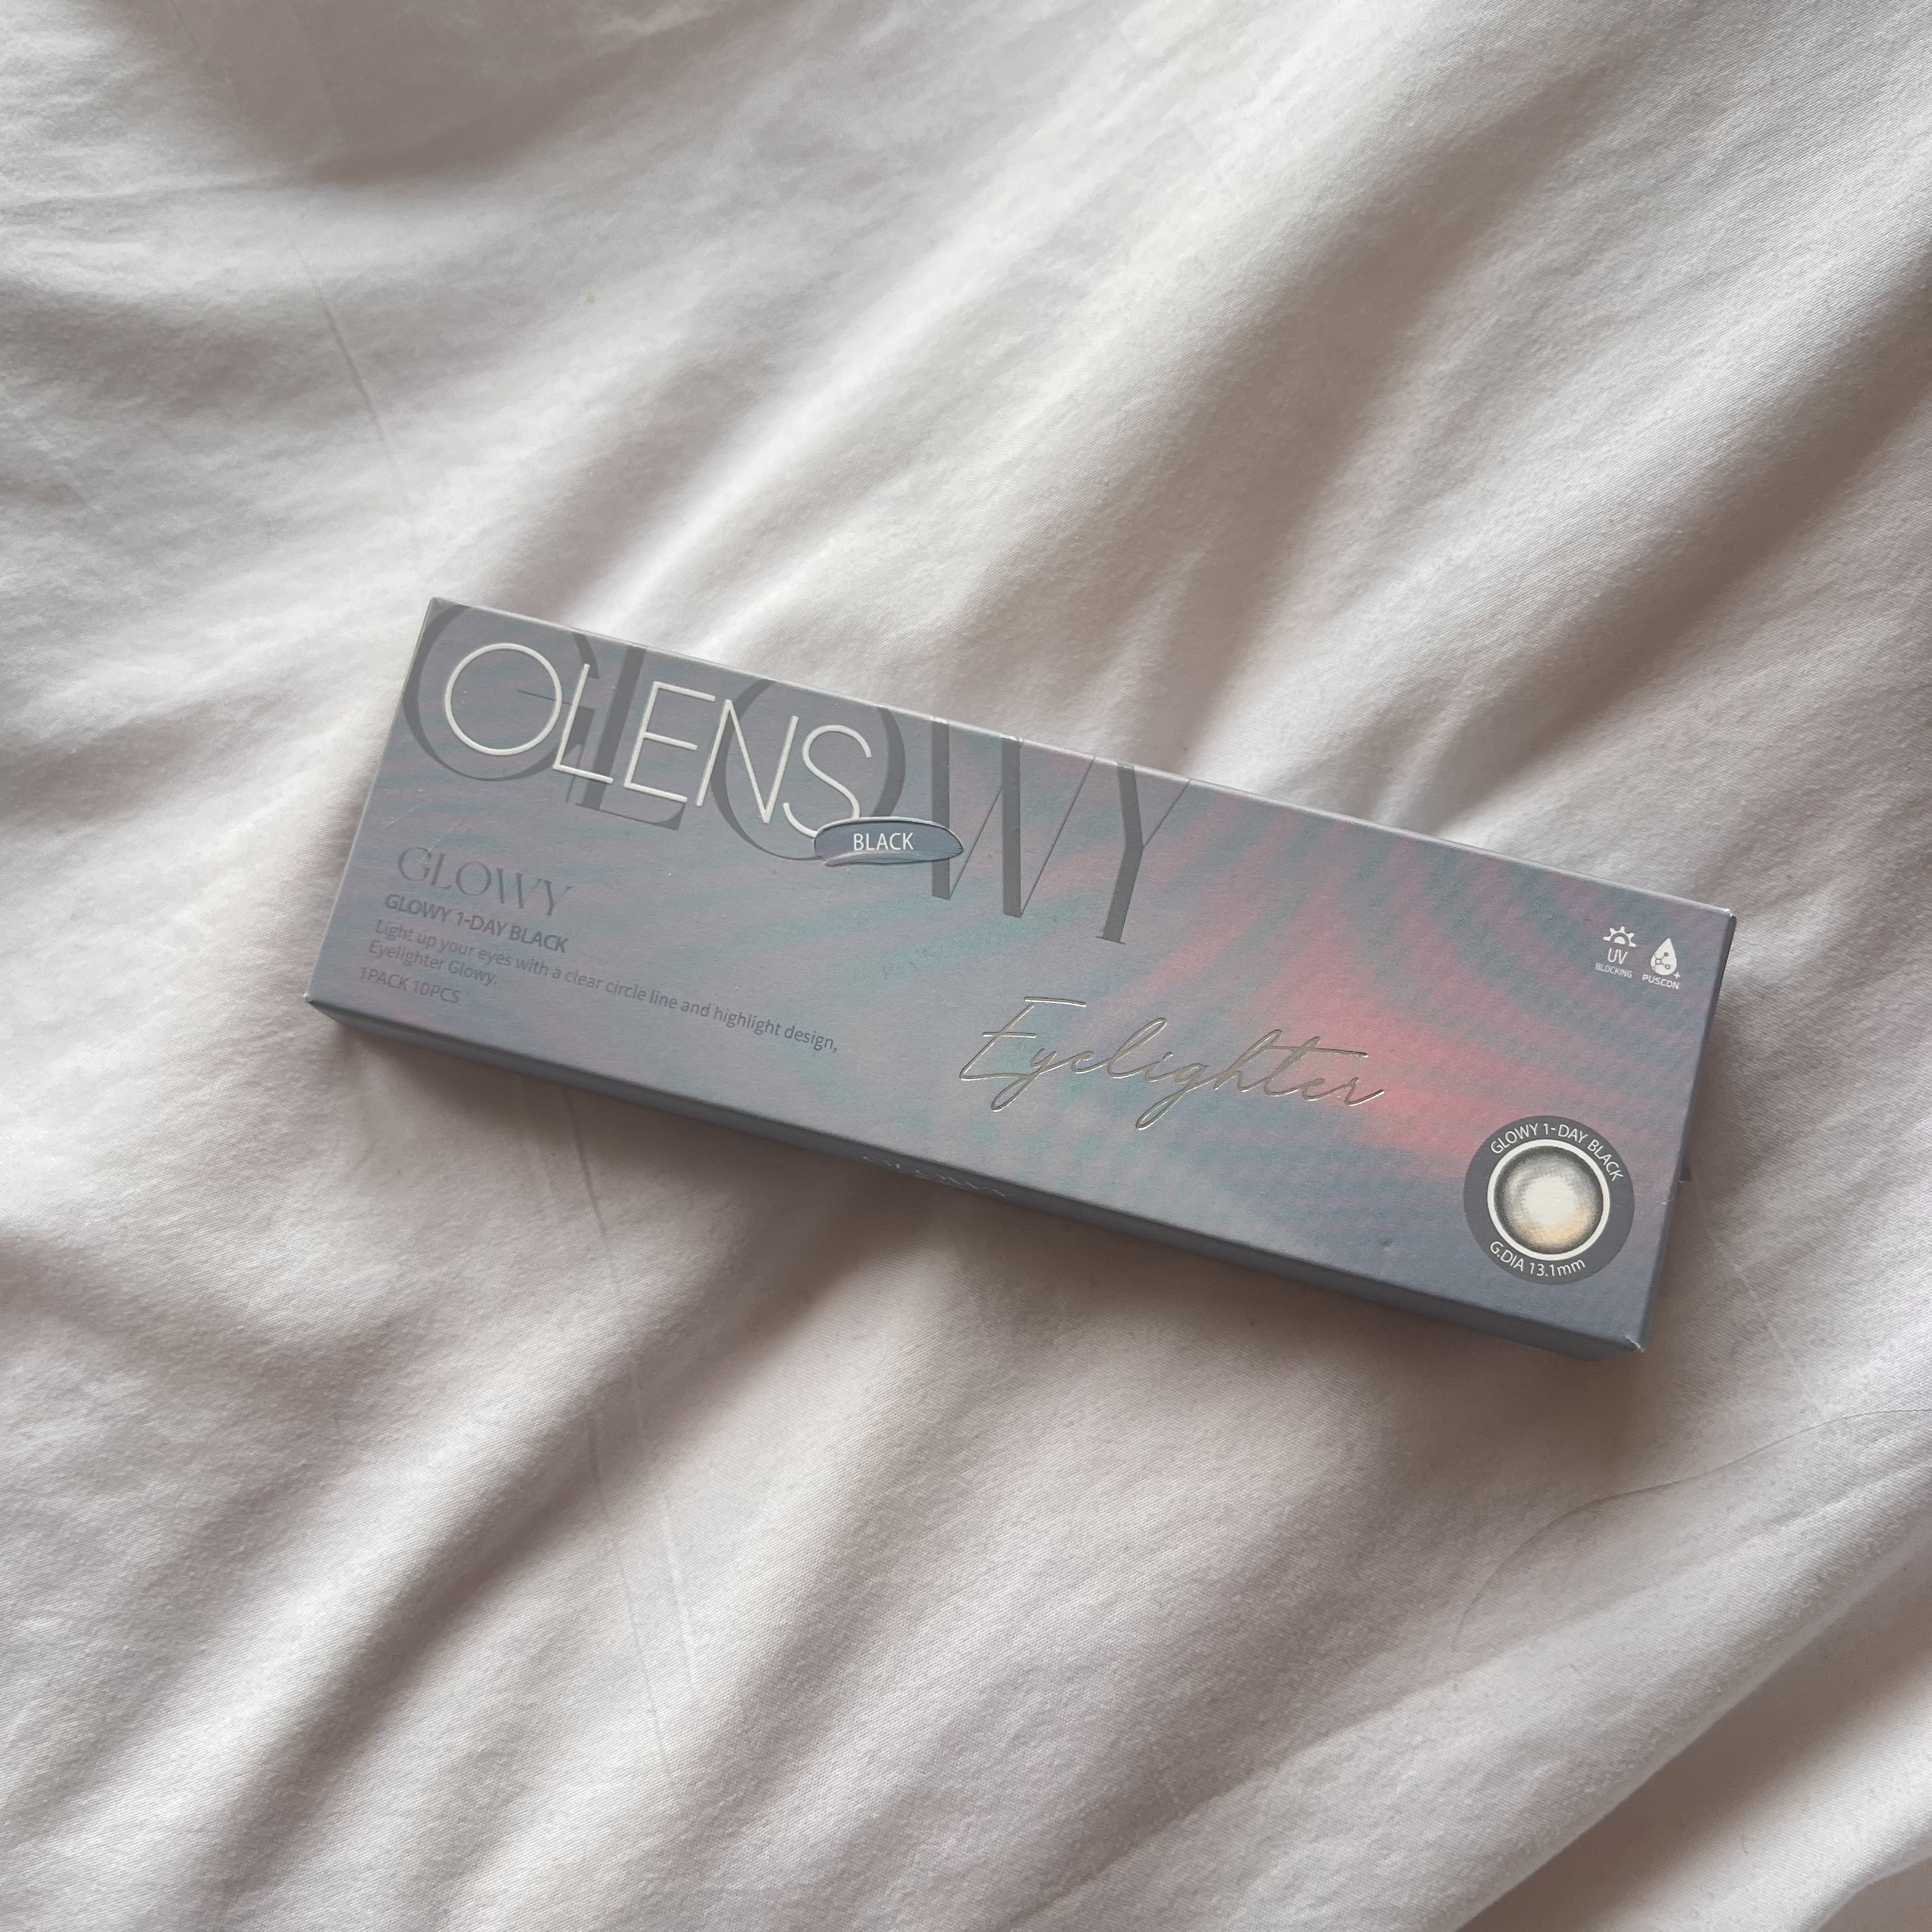 GLOWY
OLENS
BLACK
GLOWY
GLOWY 1-DAY BLACK
Light up your eyes with a clear circle line and highlight design,
Eyelighter Glowy.
1PACK 10PCS
UV
BLOCKING
PUSCON
Eyelighter
GLOWY 1-DAY BLACK
G.DIA 13.1mm
GLOWY